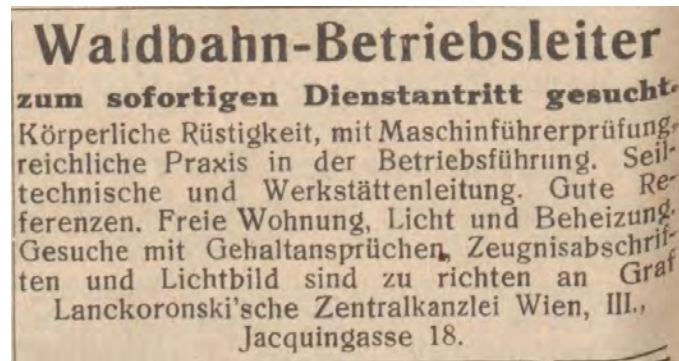 Waldbahn-Betriebsleiter
zum sofortigen Dienstantritt gesucht.
Körperliche Rüstigkeit, mit Maschinführerprüfung,
reichliche Praxis in der Betriebsführung. Seil-
technische und Werkstättenleitung. Gute Re-
ferenzen. Freie Wohnung, Licht und Beheizung.
Gesuche mit Gehaltansprüchen, Zeugnisabschrif-
ten und Lichtbild sind zu richten an Graf
Lanckoronski'sche Zentralkanzlei Wien, III.,
Jacquingasse 18.